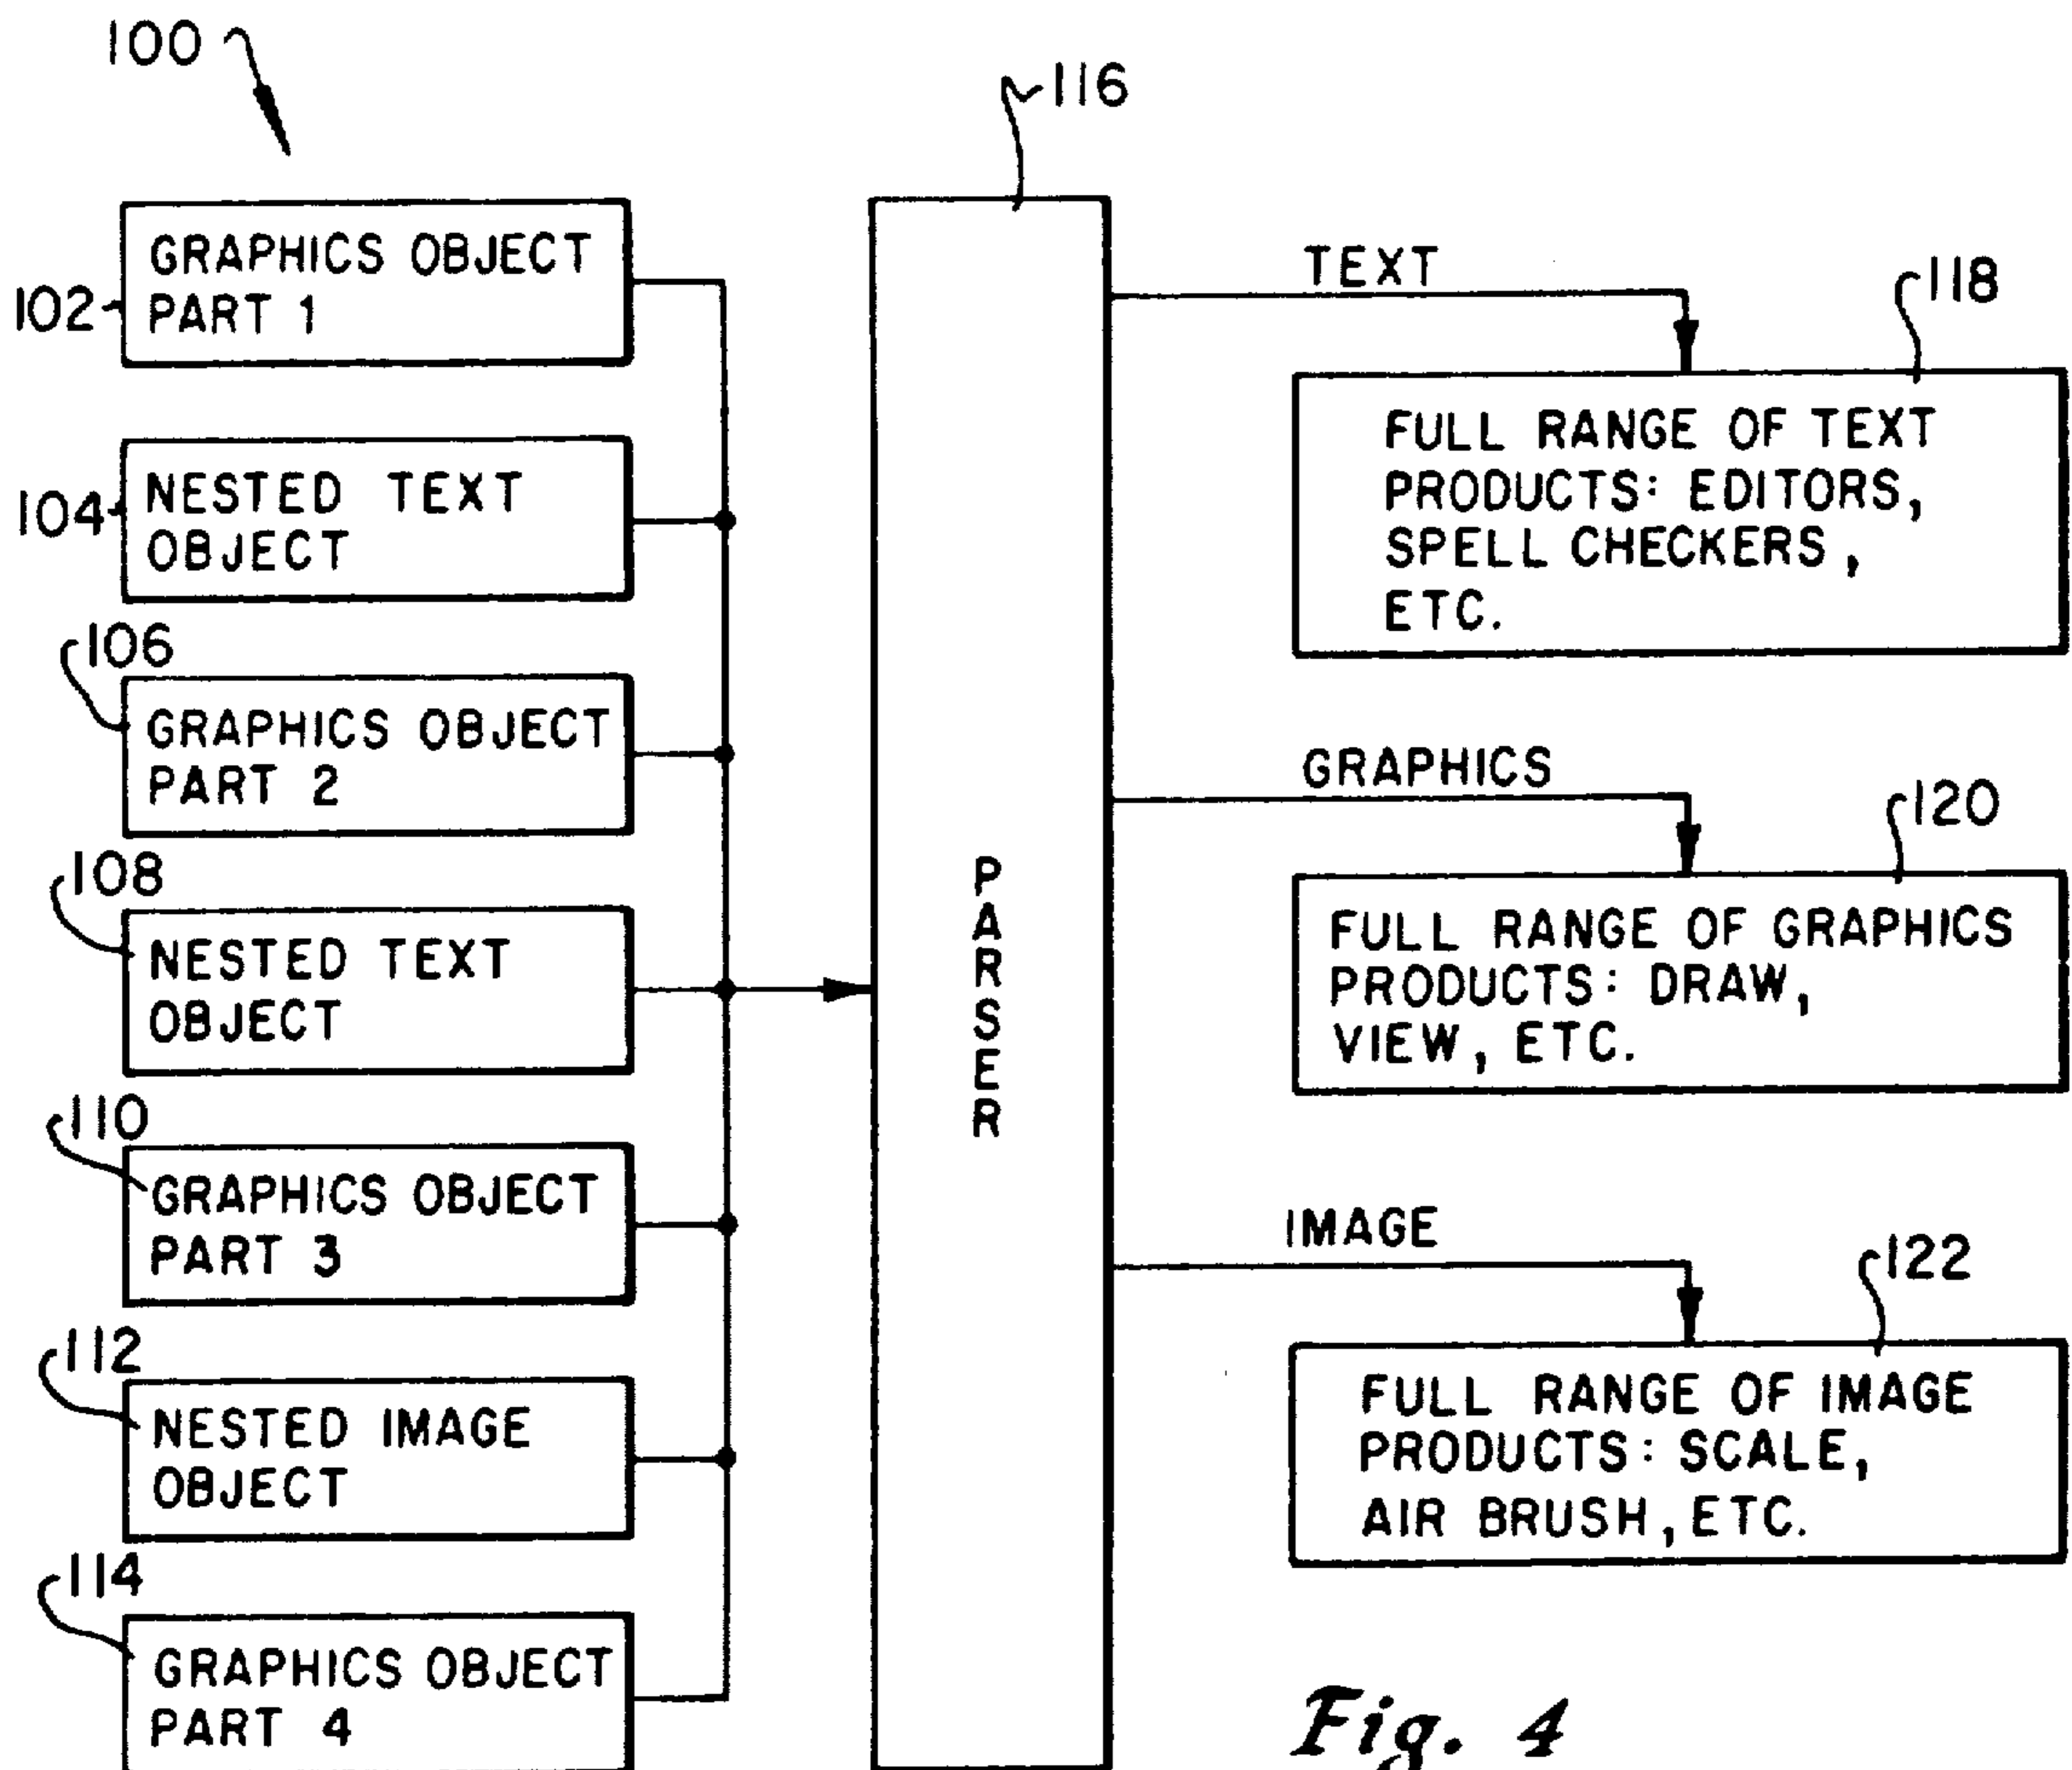 100
116
GRAPHICS OBJECT
PART 1
102
NESTED TEXT
OBJECT
104
106
GRAPHICS OBJECT
PART 2
108
NESTED TEXT
OBJECT
110
GRAPHICS OBJECT
PART 3
112
NESTED IMAGE
OBJECT
114
GRAPHICS OBJECT
PART 4
PARSER
TEXT
118
FULL RANGE OF TEXT
PRODUCTS: EDITORS,
SPELL CHECKERS,
ETC.
GRAPHICS
120
FULL RANGE OF GRAPHICS
PRODUCTS: DRAW,
VIEW, ETC.
IMAGE
122
FULL RANGE OF IMAGE
PRODUCTS: SCALE,
AIR BRUSH, ETC.
Fig. 4